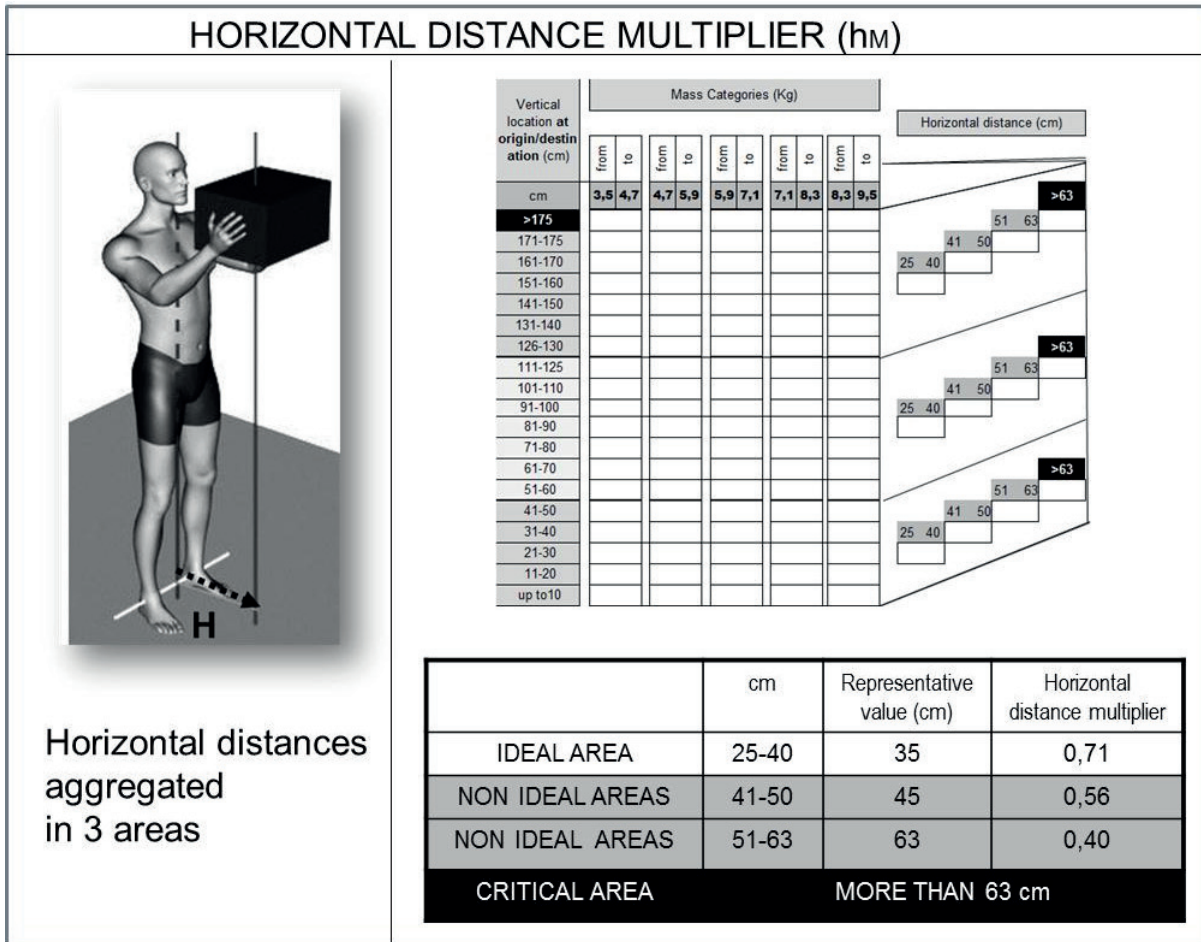 HORIZONTAL DISTANCE MULTIPLIER (hM)
H
Horizontal distances
aggregated
in 3 areas
Vertical
location at
origin/destin
ation (cm)
Mass Categories (Kg)
Horizontal distance (cm)
from to from to from to from to from to
cm 3,5 4,7 4,7 5,9 5,9 7,1 7,1 8,3 8,3 9,5 >63
>175 51 63
171-175 41 50
161-170 25 40
151-160
141-150
131-140
126-130 >63
111-125 51 63
101-110 41 50
91-100 25 40
81-90
71-80
61-70 >63
51-60 51 63
41-50 41 50
31-40 25 40
21-30
11-20
up to10
cm Representative Horizontal
value (cm) distance multiplier
IDEAL AREA 25-40 35 0,71
NON IDEAL AREAS 41-50 45 0,56
NON IDEAL AREAS 51-63 63 0,40
CRITICAL AREA MORE THAN 63 cm